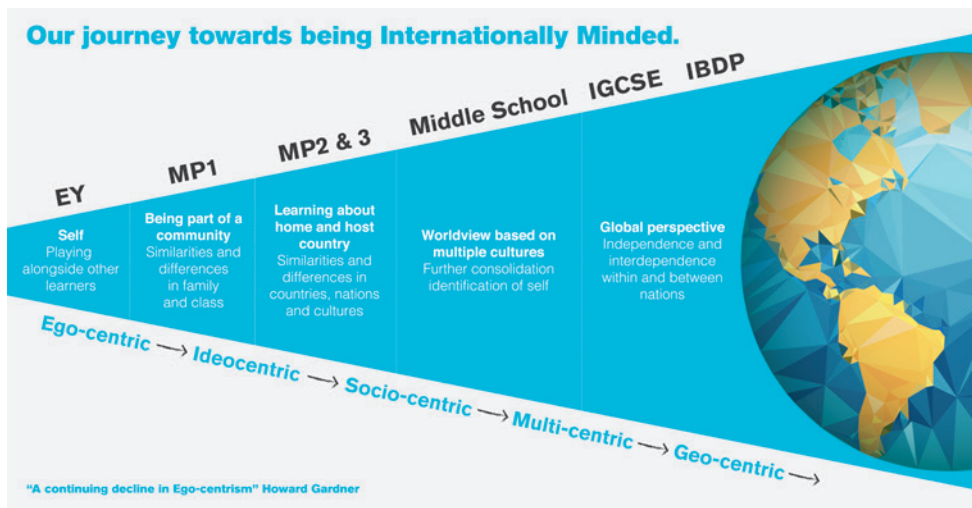 Our journey towards being Internationally Minded.
EY
MP1
MP2 & 3
Middle School
IGCSE
IBDP
Self
Playing
alongside other
learners
Being part of a
community
Similarities and
differences
in family
and class
Learning about
home and host
country
Similarities and
differences in
countries, nations
and cultures
Worldview based on
multiple cultures
Further consolidation
identification of self
Global perspective
Independence and
interdependence
within and between
nations
Ego-centric → Ideocentric → Socio-centric → Multi-centric → Geo-centric →
“A continuing decline in Ego-centrism” Howard Gardner